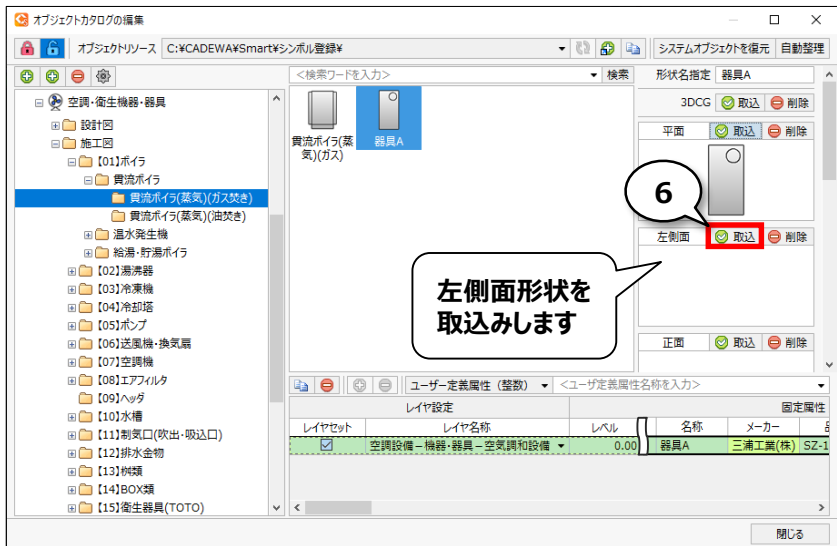 オブジェクトカタログの編集
オブジェクトリソース C:¥CADEWA¥Smart¥シンボル登録¥
システムオブジェクトを復元 自動整理
<検索ワードを入力> 検索
形状名指定 器具A
3DCG 取込 削除
平面 取込 削除
6
左側面 取込 削除
左側面形状を
取込みします
正面 取込 削除
空調・衛生機器・器具
設計図
施工図
【01】ボイラ
貫流ボイラ
貫流ボイラ(蒸気)(ガス焚き)
貫流ボイラ(蒸気)(油焚き)
温水発生機
給湯・貯湯ボイラ
【02】湯沸器
【03】冷凍機
【04】冷却塔
【05】ポンプ
【06】送風機・換気扇
【07】空調機
【08】エアフィルタ
【09】ヘッダ
【10】水槽
【11】制気口(吹出・吸込口)
【12】排水金物
【13】桝類
【14】BOX類
【15】衛生器具(TOTO)
貫流ボイラ(蒸
気)(ガス)
器具A
ユーザー定義属性（整数） <ユーザ定義属性名称を入力>
レイヤ設定 固定属性
レイヤセット レイヤ名称 レベル 名称 メーカー
空調設備－機器・器具－空気調和設備 0.00 器具A 三浦工業(株) SZ-1
閉じる